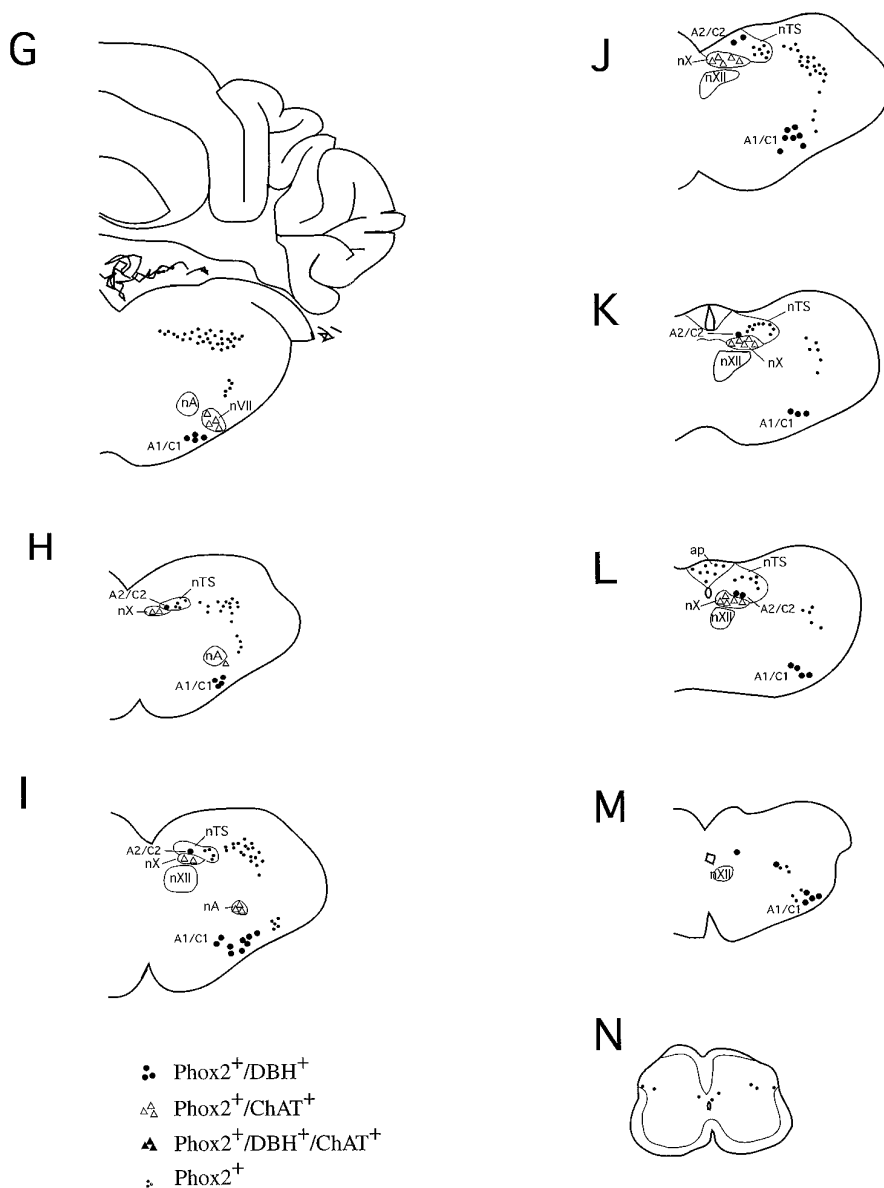 G
nA
nVII
A1/C1
H
nTS
A2/C2
nX
nA
A1/C1
I
nTS
A2/C2
nX
nXII
nA
A1/C1
Phox2+/DBH+
Phox2+/ChAT+
Phox2+/DBH+/ChAT+
Phox2+
J
A2/C2
nTS
nX
nXII
A1/C1
K
nTS
A2/C2
nXII
nX
A1/C1
L
ap
nTS
nX
A2/C2
nXII
A1/C1
M
nXII
A1/C1
N